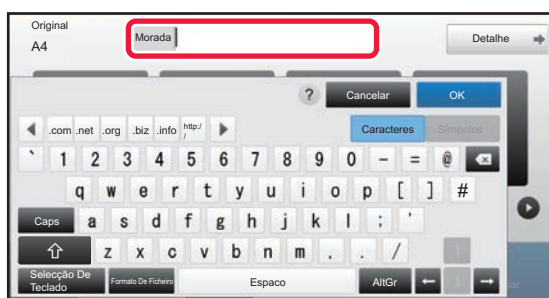 Original
A4
Morada
Detalhe
?
Cancelar
OK
.com .net .org .biz .info http://
Caracteres
Símbolos
` 1 2 3 4 5 6 7 8 9 0 - = @
q w e r t y u i o p [ ] #
Caps a s d f g h j k l ; '
z x c v b n m . . /
Selecção De Teclado
Formato De Ficheiro
Espaço
AltGr